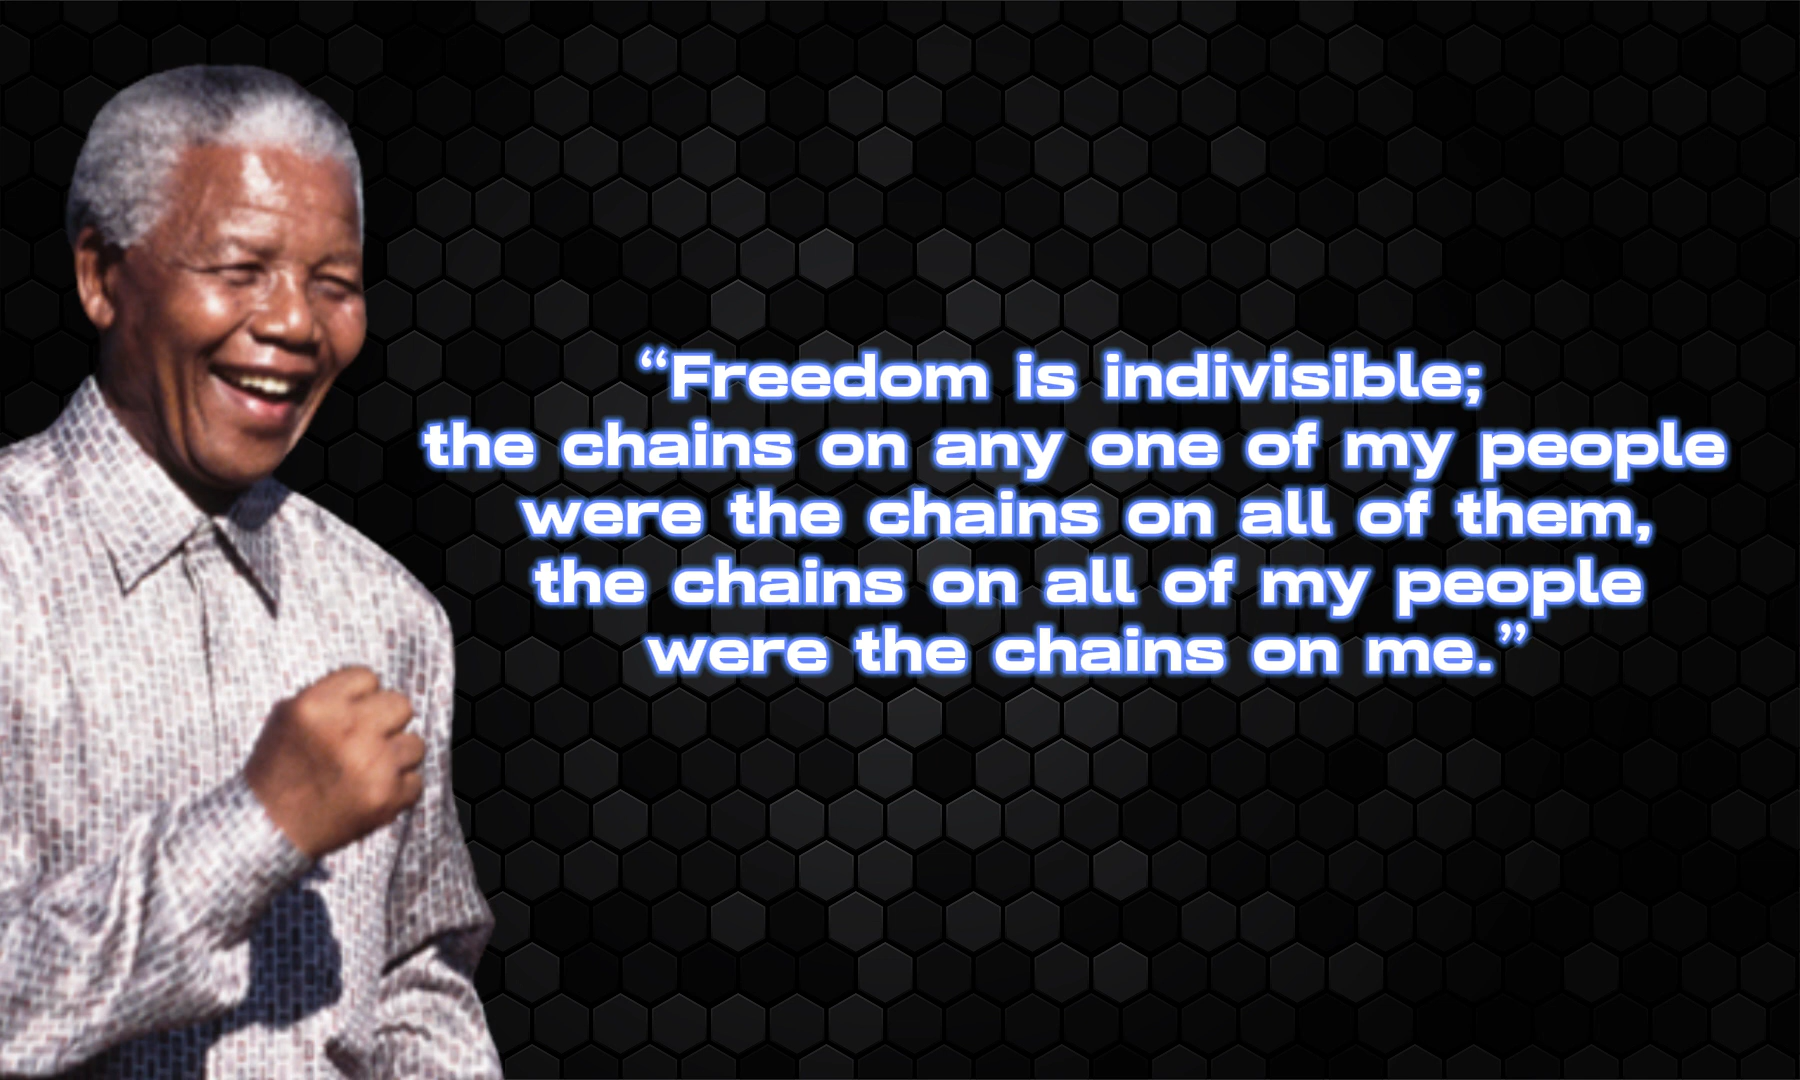 “Freedom is indivisible;
the chains on any one of my people
were the chains on all of them,
the chains on all of my people
were the chains on me.”